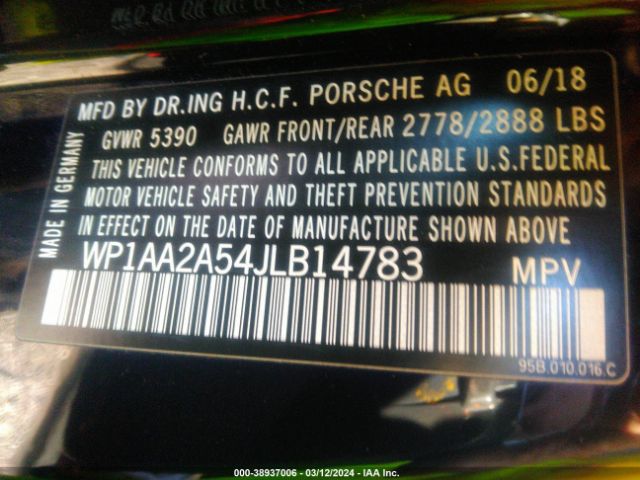 MFD BY DR.ING H.C.F. PORSCHE AG 06/18
GVWR 5390 GAWR FRONT/REAR 2778/2888 LBS
THIS VEHICLE CONFORMS TO ALL APPLICABLE U.S.FEDERAL
MOTOR VEHICLE SAFETY AND THEFT PREVENTION STANDARDS
IN EFFECT ON THE DATE OF MANUFACTURE SHOWN ABOVE
WP1AA2A54JLB14783 MPV
MADE IN GERMANY
95B.010.016.C
000-38937006 - 03/12/2024 - IAA Inc.